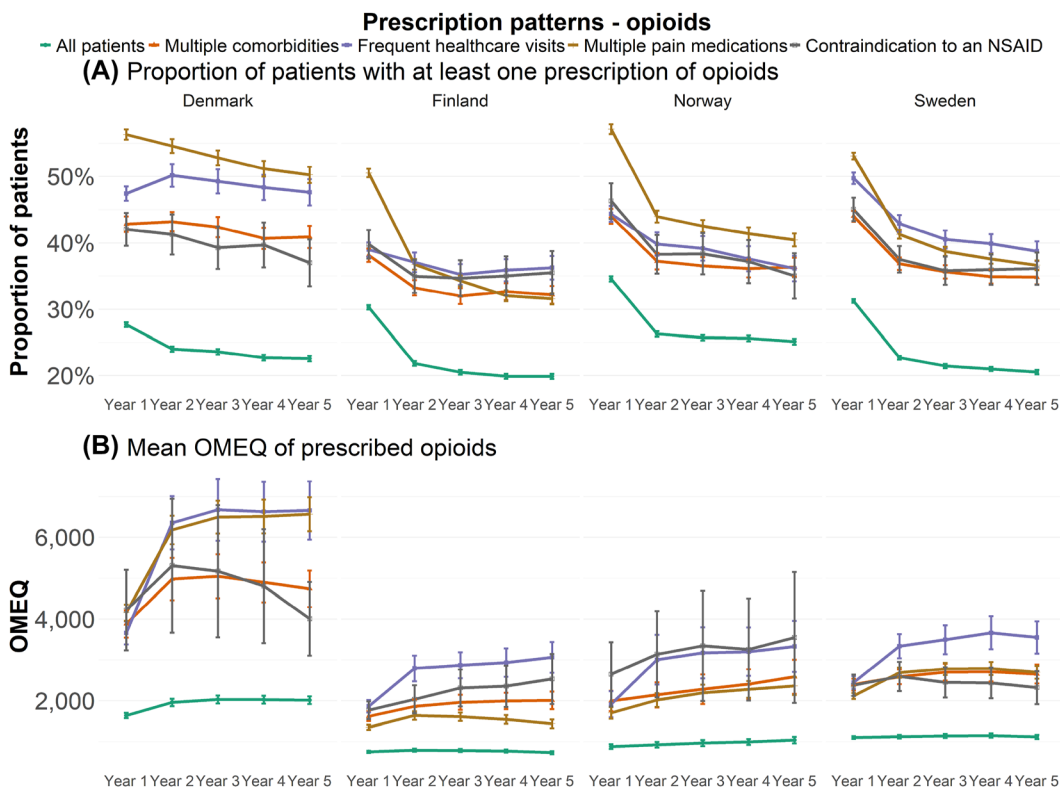 Prescription patterns - opioids
All patients Multiple comorbidities Frequent healthcare visits Multiple pain medications Contraindication to an NSAID
(A) Proportion of patients with at least one prescription of opioids
Denmark Finland Norway Sweden
Proportion of patients
50%
40%
30%
20%
Year 1 Year 2 Year 3 Year 4 Year 5 Year 1 Year 2 Year 3 Year 4 Year 5 Year 1 Year 2 Year 3 Year 4 Year 5 Year 1 Year 2 Year 3 Year 4 Year 5
(B) Mean OMEQ of prescribed opioids
OMEQ
6,000
4,000
2,000
Year 1 Year 2 Year 3 Year 4 Year 5 Year 1 Year 2 Year 3 Year 4 Year 5 Year 1 Year 2 Year 3 Year 4 Year 5 Year 1 Year 2 Year 3 Year 4 Year 5